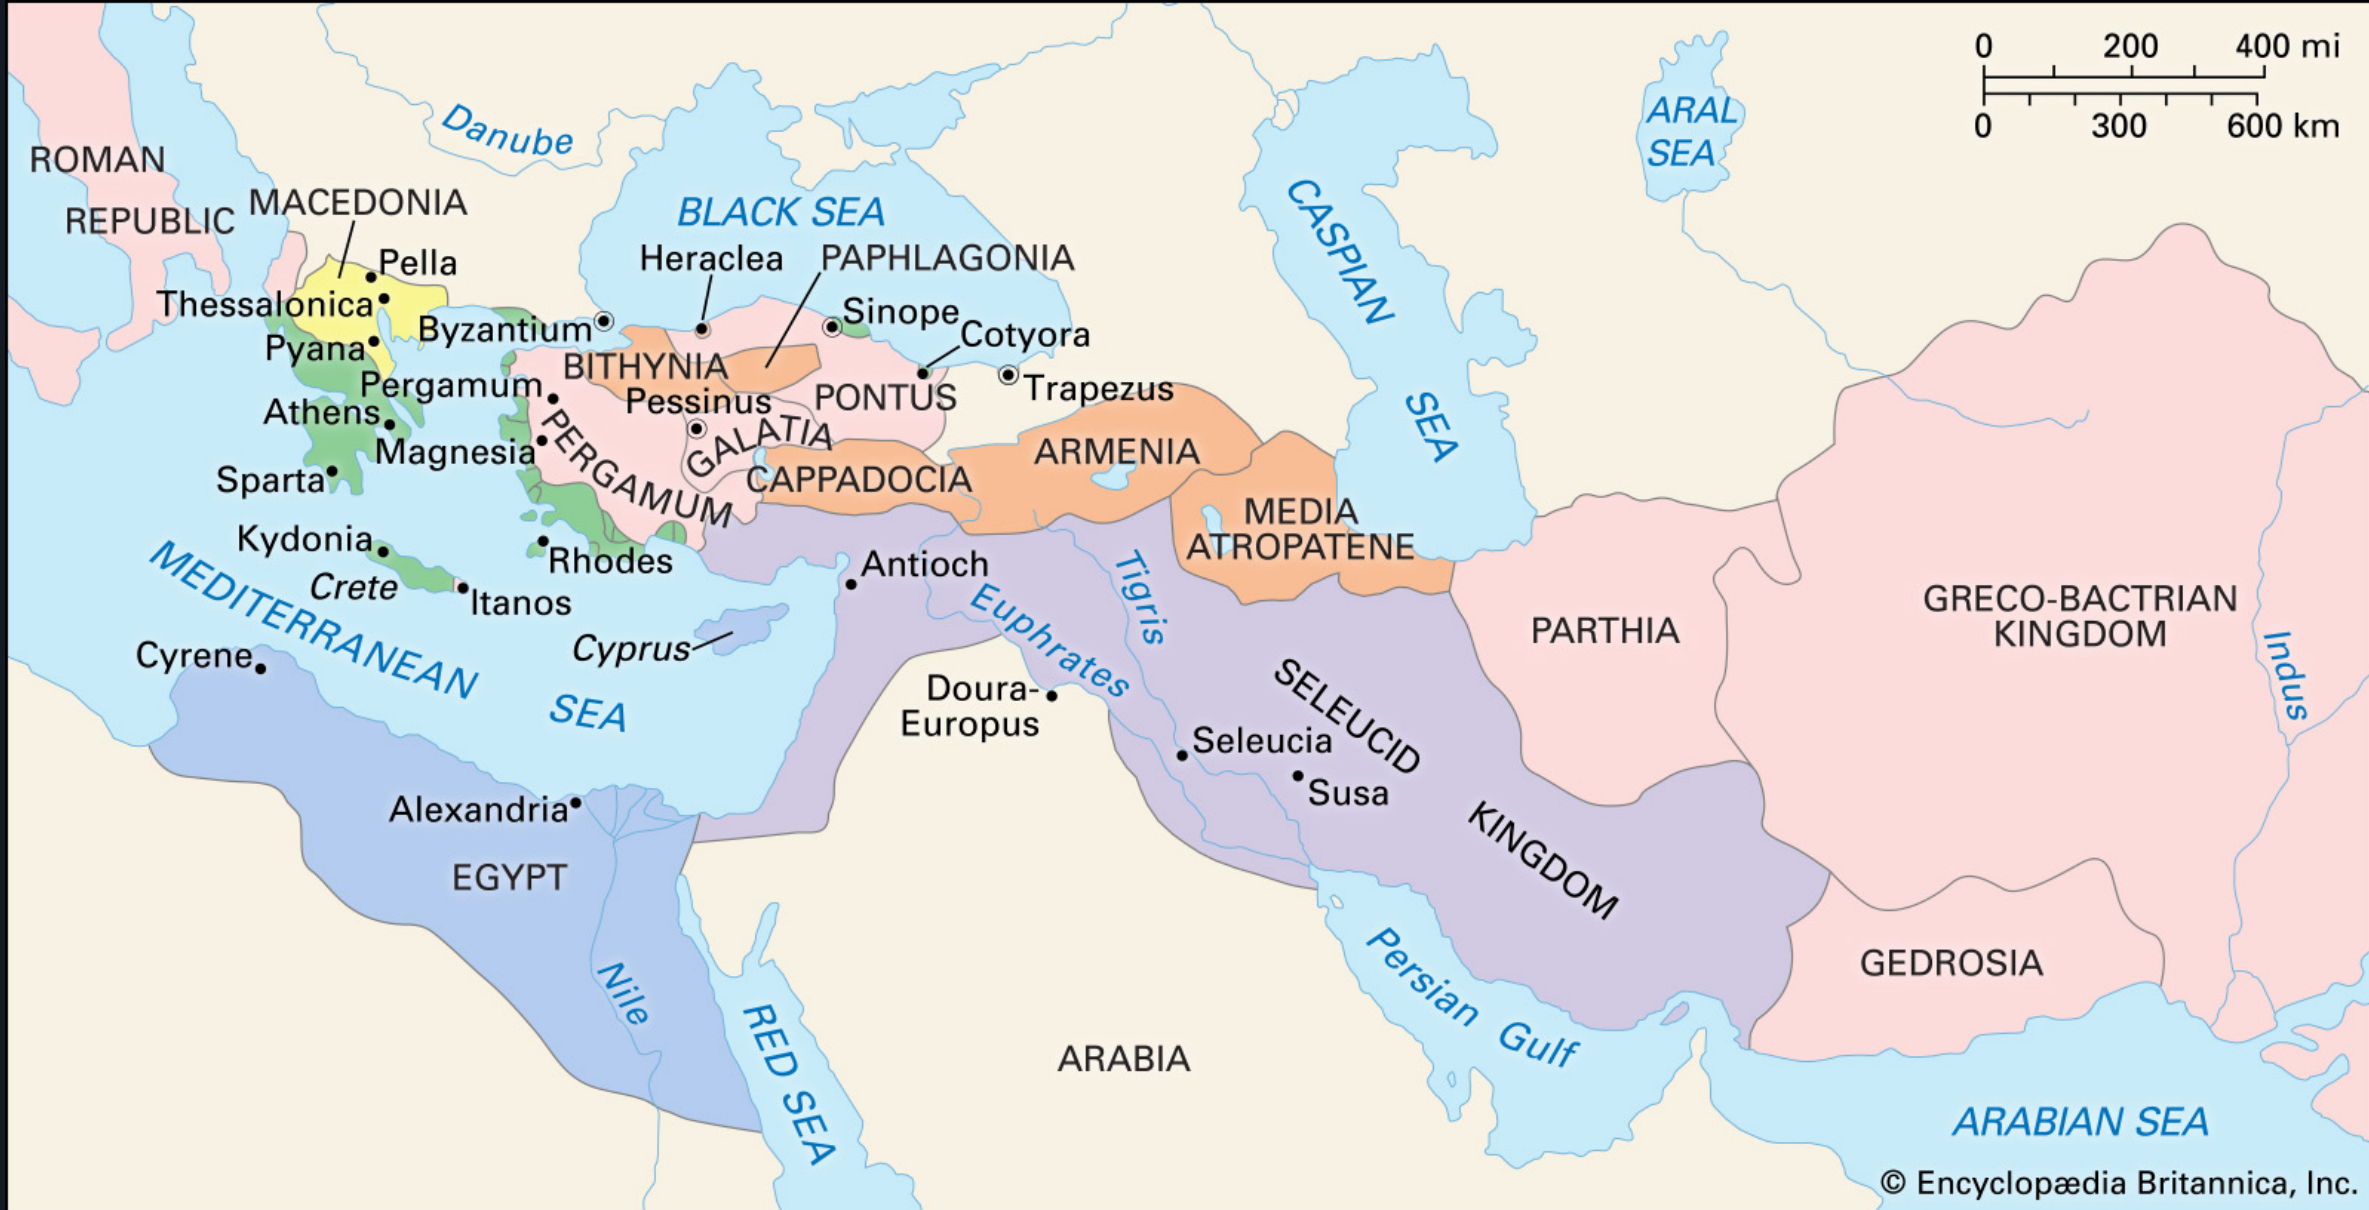 0 200 400 mi
0 300 600 km
ARAL
SEA
Danube
ROMAN
REPUBLIC
MACEDONIA
Pella
Thessalonica
Pyana
Byzantium
BLACK SEA
Heraclea
PAPHLAGONIA
Sinope
Cotyora
Trapezus
CASPIAN
SEA
BITHYNIA
Pergamum
Pessinus
PONTUS
Athens
GALATIA
Magnesia
PERGAMUM
Sparta
CAPPADOCIA
ARMENIA
MEDIA
ATROPATENE
Kydonia
Crete
Itanos
Rhodes
Antioch
MEDITERRANEAN
SEA
Cyprus
Cyrene
Euphrates
Tigris
Doura-
Europus
Seleucia
Susa
SELEUCID
KINGDOM
PARTHIA
GRECO-BACTRIAN
KINGDOM
Indus
Alexandria
EGYPT
Nile
RED SEA
ARABIA
Persian Gulf
GEDROSIA
ARABIAN SEA
© Encyclopædia Britannica, Inc.